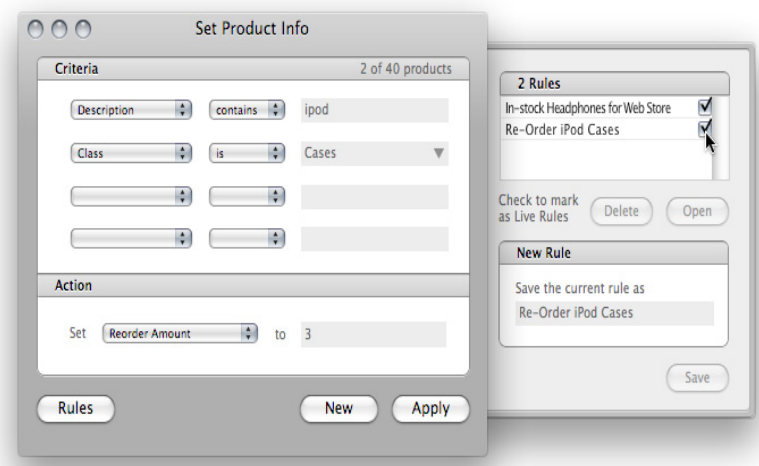 Set Product Info
Criteria 2 of 40 products
Description contains ipod
Class is Cases
Action
Set Reorder Amount to 3
Rules New Apply
2 Rules
In-stock Headphones for Web Store
Re-Order iPod Cases
Check to mark
as Live Rules Delete Open
New Rule
Save the current rule as
Re-Order iPod Cases
Save